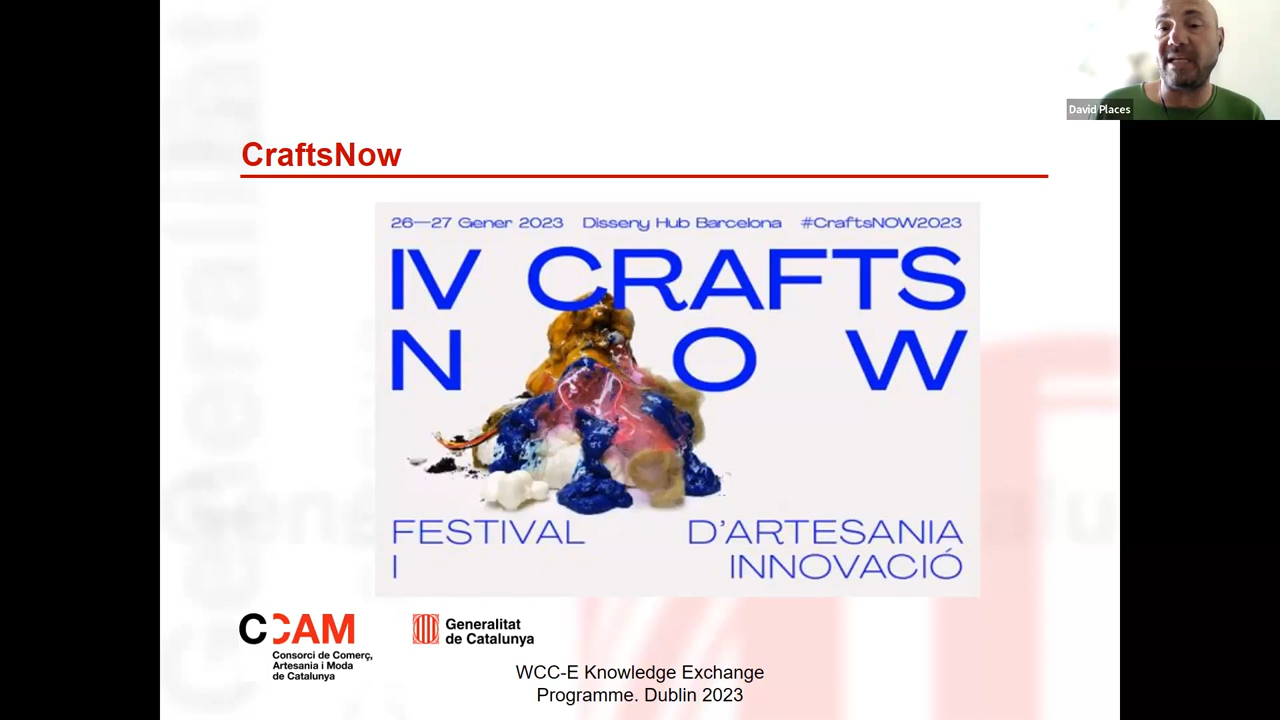 David Places
CraftsNow
26—27 Gener 2023 Disseny Hub Barcelona #CraftsNOW2023
IV CRAFTS
NOW
FESTIVAL D'ARTESANIA
I INNOVACIÓ
CCAM
Consorci de Comerç,
Artesania i Moda
de Catalunya
Generalitat
de Catalunya
WCC-E Knowledge Exchange
Programme. Dublin 2023